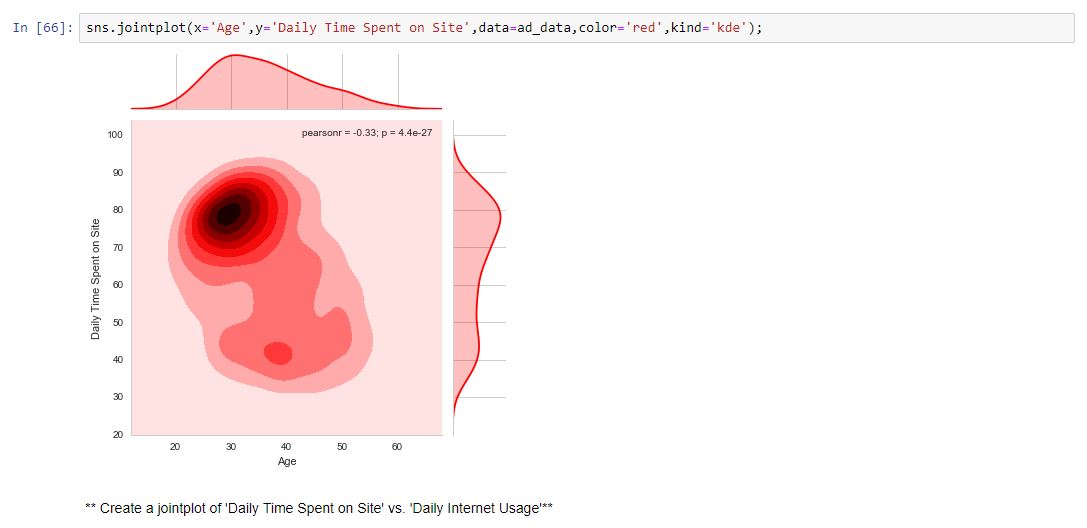 In [66]: sns.jointplot(x='Age',y='Daily Time Spent on Site',data=ad_data,color='red',kind='kde');
pearsonr = -0.33; p = 4.4e-27
100
90
80
70
60
50
40
30
20
Daily Time Spent on Site
20 30 40 50 60
Age
** Create a jointplot of 'Daily Time Spent on Site' vs. 'Daily Internet Usage'**